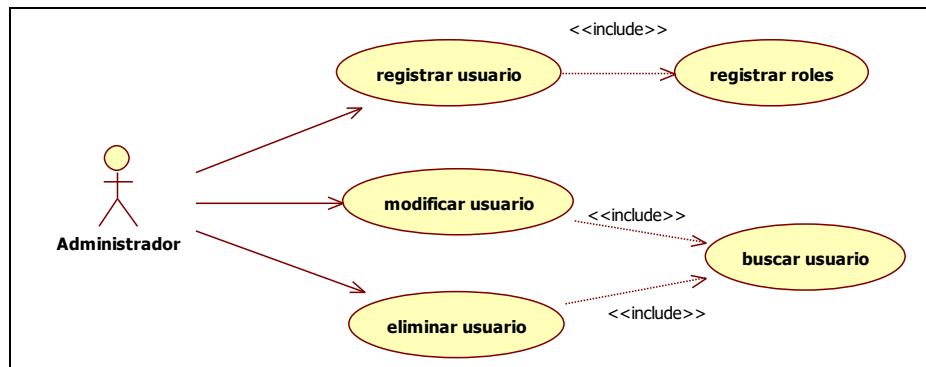 <<include>>
registrar usuario
registrar roles
modificar usuario
<<include>>
Administrador
buscar usuario
<<include>>
eliminar usuario